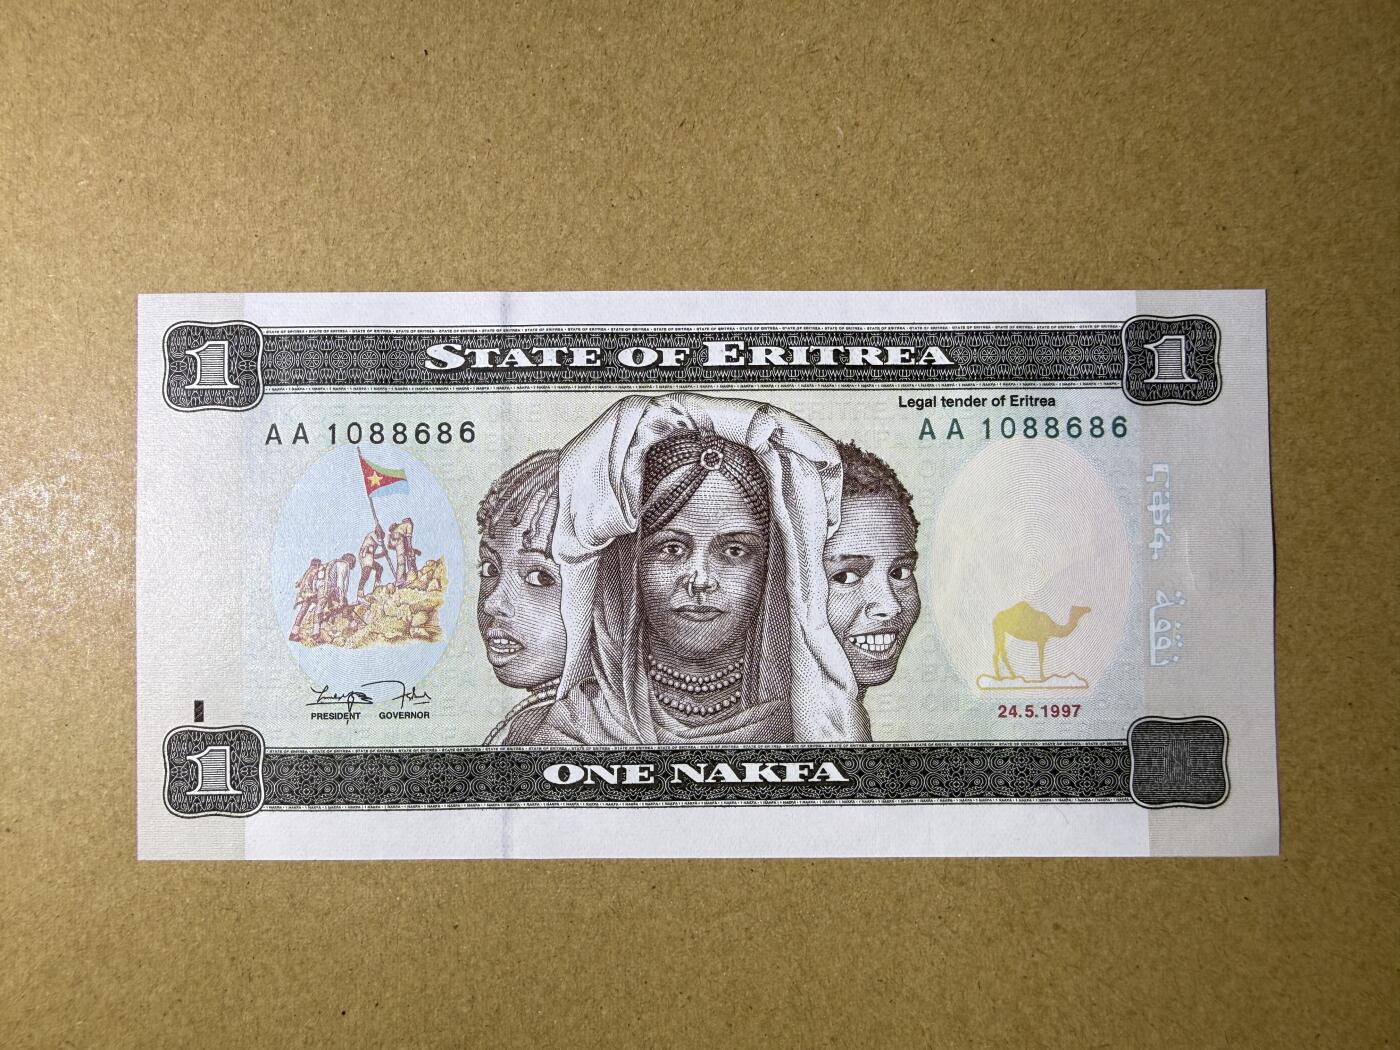 1
STATE OF ERITREA
1
Legal tender of Eritrea
AA 1088686
AA 1088686
ናቕፋ نقفة
PRESIDENT GOVERNOR
24.5.1997
1
ONE NAKFA